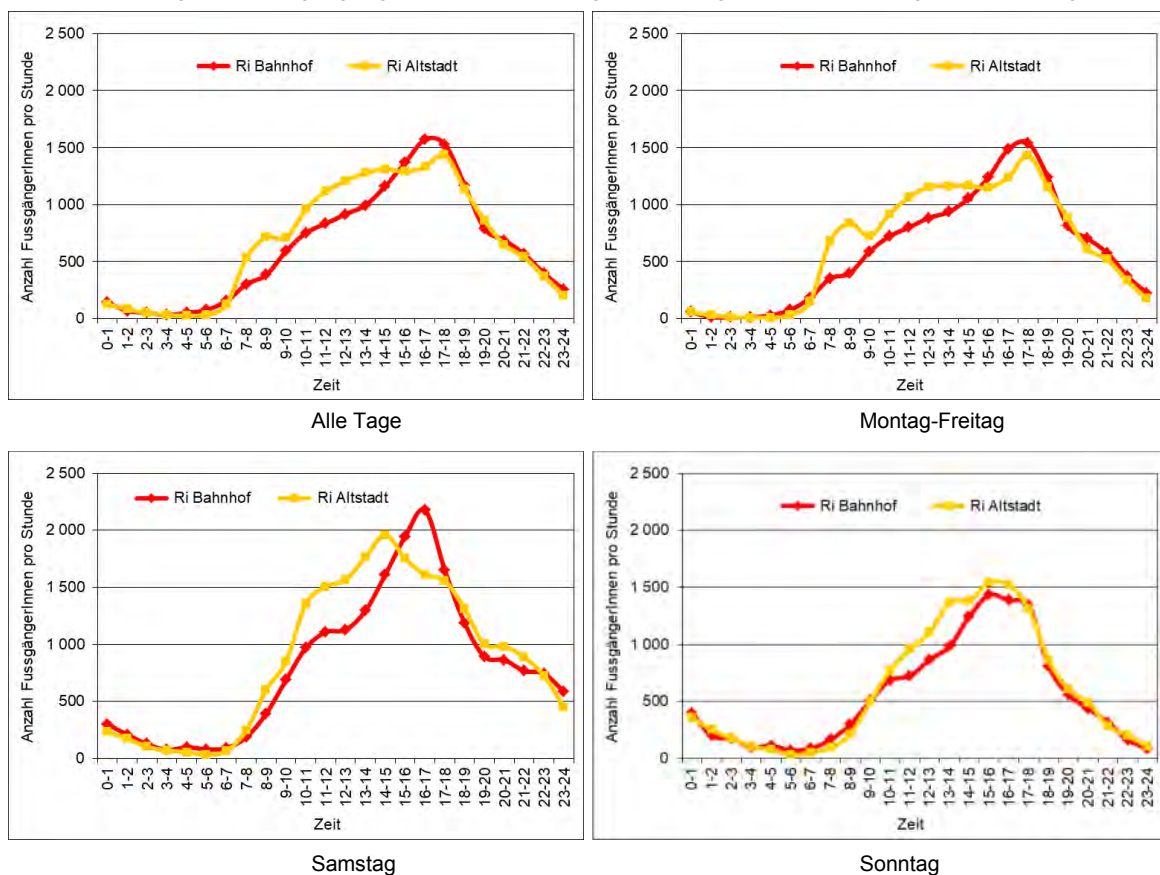 2 500
2 000
1 500
1 000
500
0
Anzahl FussgängerInnen pro Stunde
Ri Bahnhof Ri Altstadt
0-1 1-2 2-3 3-4 4-5 5-6 6-7 7-8 8-9 9-10 10-11 11-12 12-13 13-14 14-15 15-16 16-17 17-18 18-19 19-20 20-21 21-22 22-23 23-24
Zeit
Alle Tage
2 500
2 000
1 500
1 000
500
0
Anzahl FussgängerInnen pro Stunde
Ri Bahnhof Ri Altstadt
0-1 1-2 2-3 3-4 4-5 5-6 6-7 7-8 8-9 9-10 10-11 11-12 12-13 13-14 14-15 15-16 16-17 17-18 18-19 19-20 20-21 21-22 22-23 23-24
Zeit
Montag-Freitag
2 500
2 000
1 500
1 000
500
0
Anzahl FussgängerInnen pro Stunde
Ri Bahnhof Ri Altstadt
0-1 1-2 2-3 3-4 4-5 5-6 6-7 7-8 8-9 9-10 10-11 11-12 12-13 13-14 14-15 15-16 16-17 17-18 18-19 19-20 20-21 21-22 22-23 23-24
Zeit
Samstag
2 500
2 000
1 500
1 000
500
0
Anzahl FussgängerInnen pro Stunde
Ri Bahnhof Ri Altstadt
0-1 1-2 2-3 3-4 4-5 5-6 6-7 7-8 8-9 9-10 10-11 11-12 12-13 13-14 14-15 15-16 16-17 17-18 18-19 19-20 20-21 21-22 22-23 23-24
Zeit
Sonntag